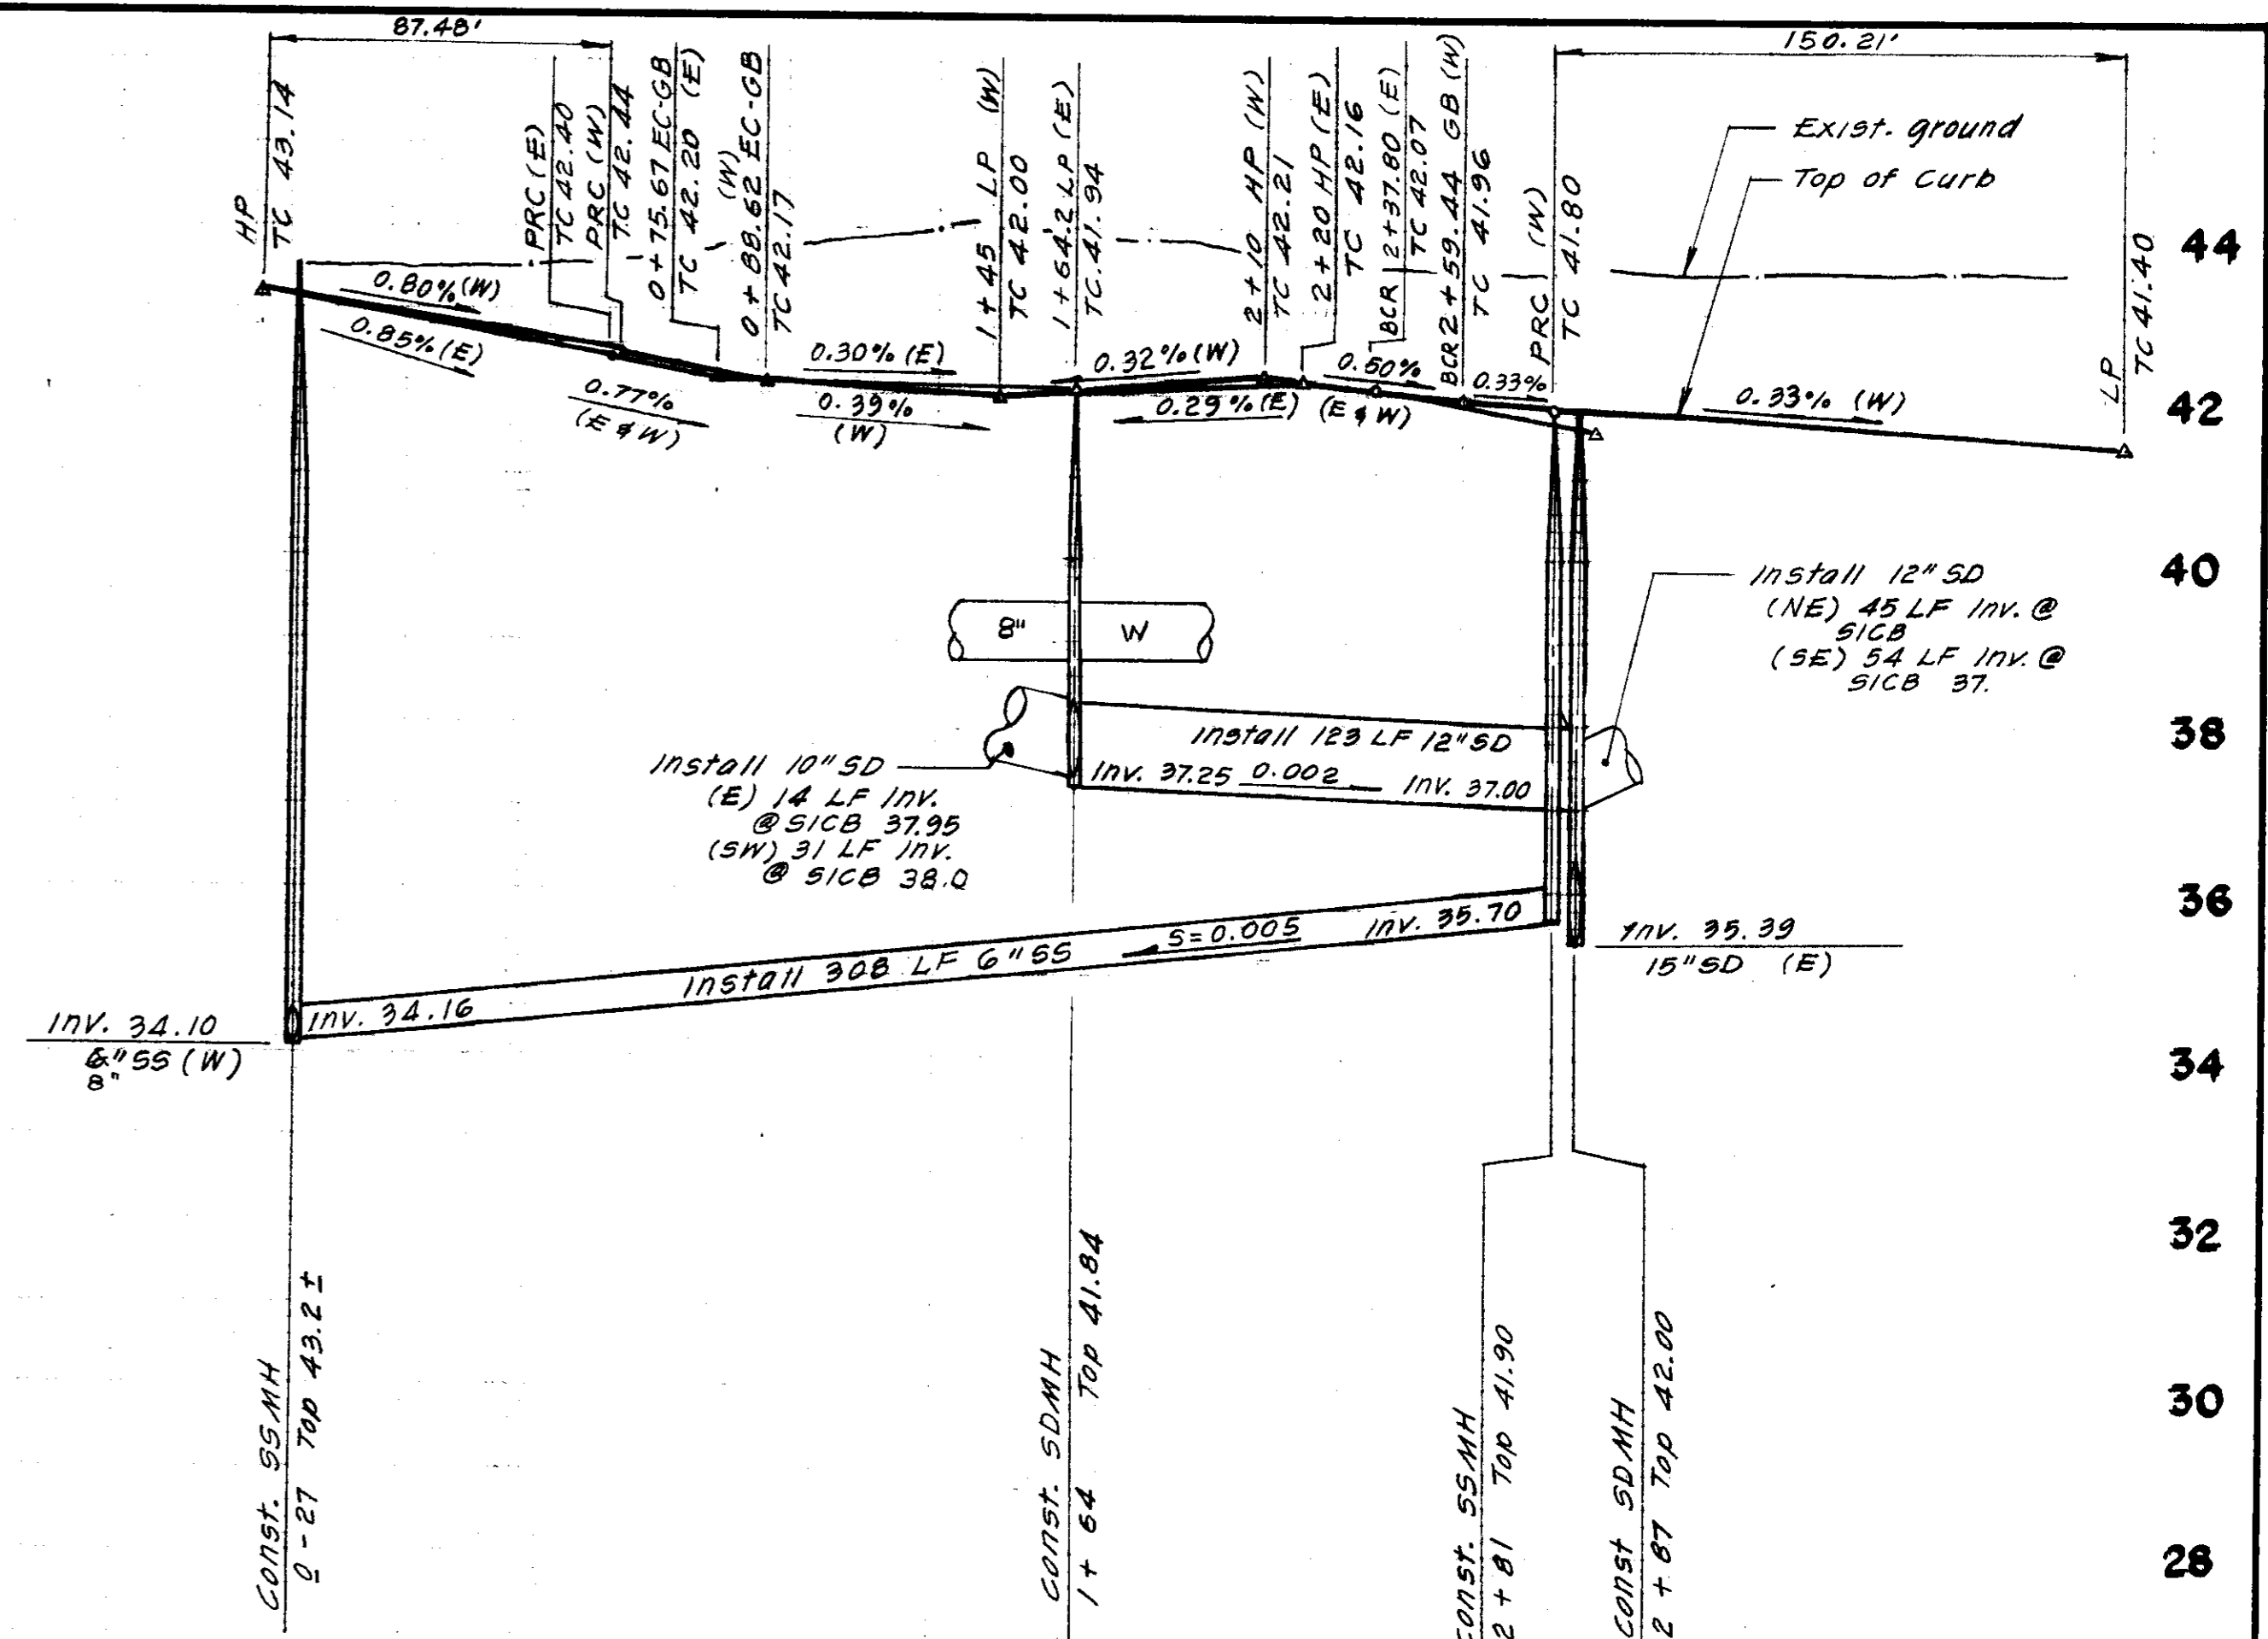 87.48'
150.21'
HP
TC 43.14
PRC (E)
TC 42.40
PRC (W)
TC 42.44
0+75.67 EC-GB
TC 42.20 (E)
(W)
0+88.62 EC-GB
TC 42.17
1+45 LP (W)
TC 42.00
1+64.2 LP (E)
TC 41.94
2+10 HP (W)
TC 42.21
2+20 HP (E)
TC 42.16
BCR 2+37.80 (E)
TC 42.07
BCR 2+59.44 GB (W)
TC 41.96
PRC (W)
TC 41.80
Exist. ground
Top of Curb
LP
TC 41.40
44
0.80% (W)
0.85% (E)
0.77%
(E & W)
0.30% (E)
0.39%
(W)
0.32% (W)
0.29% (E)
0.50%
(E & W)
0.33%
0.33% (W)
42
40
8" W
Install 12" SD
(NE) 45 LF Inv. @
SICB
(SE) 54 LF Inv. @
SICB 37.
38
Install 10" SD
(E) 14 LF Inv.
@ SICB 37.95
(SW) 31 LF Inv.
@ SICB 38.0
Install 123 LF 12" SD
Inv. 37.25 0.002 Inv. 37.00
36
Install 308 LF 6" SS
S=0.005
Inv. 35.70
Inv. 35.39
15" SD (E)
Inv. 34.16
Inv. 34.10
6" SS (W)
8"
34
32
30
28
Const. SSMH
0-27 Top 43.2±
Const. SDMH
1+64 Top 41.84
Const. SSMH
2+81 Top 41.90
Const SDMH
2+87 Top 42.00